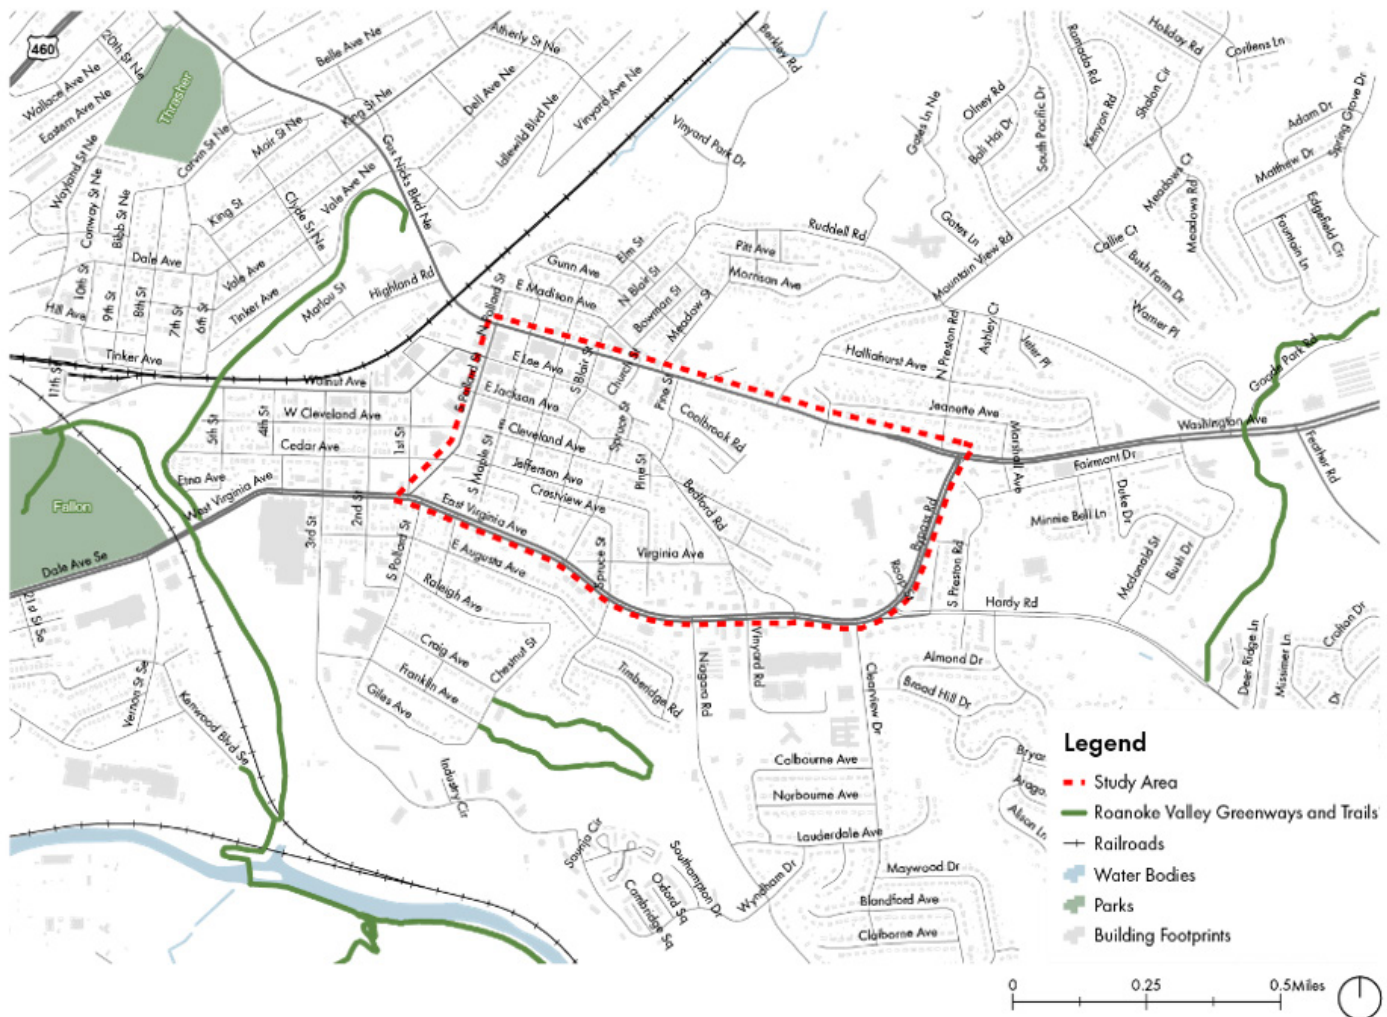 460
20th St Ne
Wallace Ave Ne
Eastern Ave Ne
Thrasher
Belle Ave Ne
Atherly St Ne
Dell Ave Ne
Vinyard Ave Ne
Idlewild Blvd Ne
King St Ne
Gus Nicks Blvd Ne
Moir St Ne
Carvin St Ne
Wayland St Ne
Conway St Ne
Bibb St Ne
King St
Clyde St Ne
Vale Ave Ne
Dale Ave
Vale Ave
Tinker Ave
Marlou St
Highland Rd
Hill Ave
10th St
9th St
8th St
7th St
6th St
Tinker Ave
11th St
Walnut Ave
Berkley Rd
Vinyard Park Dr
Ruddell Rd
Pitt Ave
Morrison Ave
Elm St
Gunn Ave
E Madison Ave
N Blair St
Bowman St
Meadow St
N Pollard St
S Pollard St
E Lee Ave
S Blair St
Church St
E Jackson Ave
Pine St
Coolbrook Rd
Spruce St
Cleveland Ave
S Maple St
Jefferson Ave
Crestview Ave
Pine St
Bedford Rd
East Virginia Ave
Virginia Ave
Spruce St
E Augusta Ave
S Pollard St
Raleigh Ave
Craig Ave
Franklin Ave
Giles Ave
Chestnut St
Timberidge Rd
W Cleveland Ave
Cedar Ave
5th St
4th St
1st St
Etna Ave
West Virginia Ave
3rd St
2nd St
Fallon
Dale Ave Se
21st St Se
Vernon St Se
Kenwood Blvd Se
Industry Cir
Saunja Cir
Cambridge Sq
Oxford Sq
Southampton Dr
Wyndham Dr
Niagara Rd
Vinyard Rd
Clearview Dr
Colbourne Ave
Norbourne Ave
Lauderdale Ave
Maywood Dr
Blandford Ave
Claiborne Ave
Almond Dr
Broad Hill Dr
Alison Ln
Hardy Rd
S Preston Rd
Bypass Rd
Minnie Bell Ln
Duke Dr
Mcdonald St
Bush Dr
Fairmont Dr
Marshall Ave
Jeanette Ave
Halliahurst Ave
N Preston Rd
Ashley Ct
Jeter Pl
Mountain View Rd
Gates Ln
Gates Ln Ne
Olney Rd
Bali Hai Dr
South Pacific Dr
Ramada Rd
Kenyon Rd
Shalon Cir
Holiday Rd
Corllens Ln
Adam Dr
Spring Grove Dr
Matthew Dr
Meadows Ct
Meadows Rd
Edgefield Cir
Fountain Ln
Callie Ct
Bush Farm Dr
Warner Pl
Goode Park Rd
Washington Ave
Feather Rd
Deer Ridge Ln
Missimer Ln
Crofton Dr
Dr
Legend
Study Area
Roanoke Valley Greenways and Trails
Railroads
Water Bodies
Parks
Building Footprints
0 0.25 0.5Miles